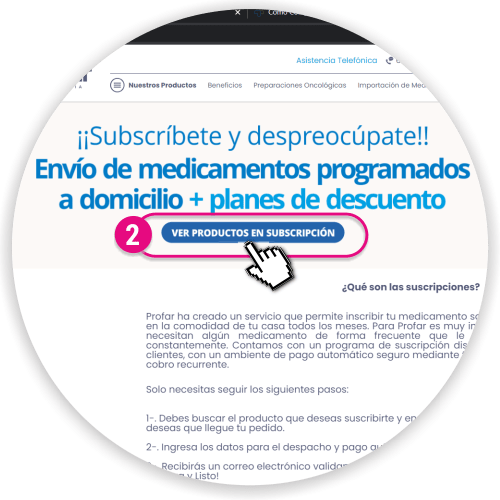 Como
Asistencia Telefónica
Nuestros Productos Beneficios Preparaciones Oncológicos Importación de
¡¡Subscríbete y despreocúpate!!
Envío de medicamentos programados
a domicilio + planes de descuento
2
VER PRODUCTOS EN SUBSCRIPCIÓN
¿Qué son las suscripciones?
Profar ha creado un servicio que permite inscribir tu medicamento
en la comodidad de tu casa todos los meses. Para Profar es muy
necesitan algún medicamento de forma frecuente que le
constantemente. Contamos con un programa de suscripción
clientes, con un ambiente de pago automático seguro mediante
cobro recurrente.
Solo necesitas seguir los siguientes pasos:
1-. Debes buscar el producto que deseas suscribirte y
deseas que llegue tu pedido.
2-. Ingresa los datos para el despacho y pago
Recibirás un correo electrónico
y Listo!